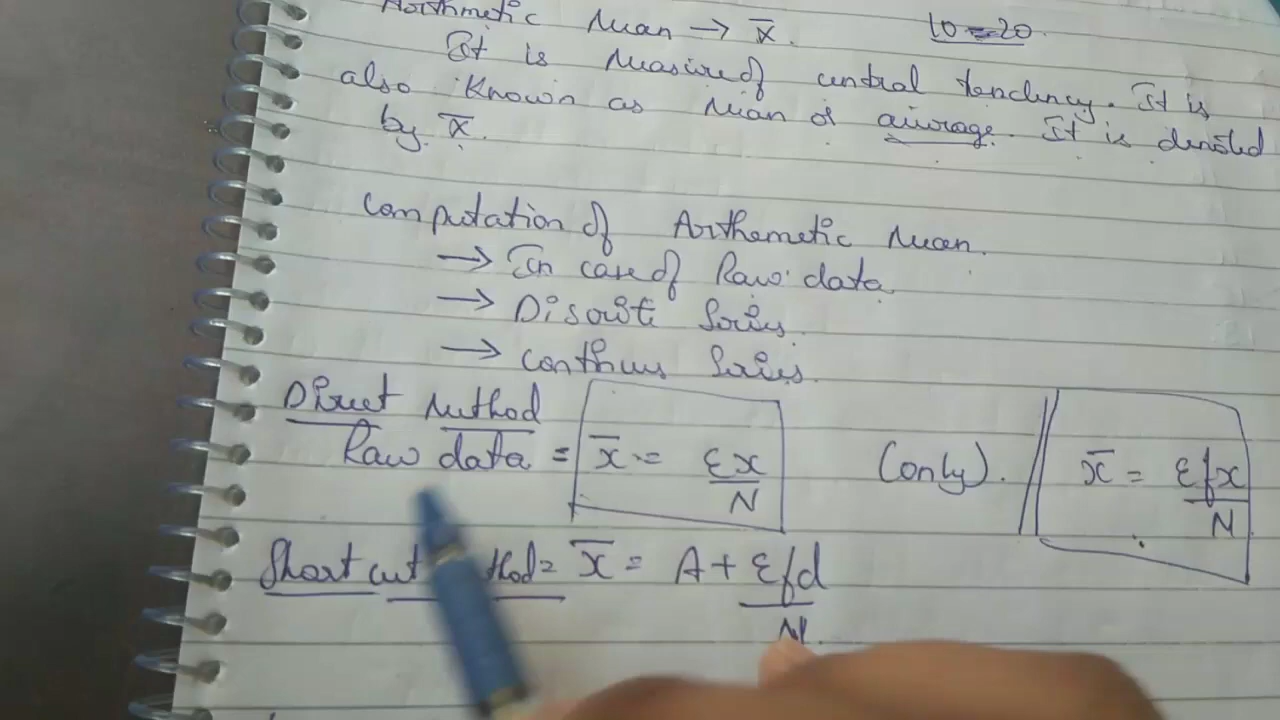 Arithmetic Mean → x̄. 10 - 20.
It is Measure of central tendency. It is
also Known as Mean or average. It is denoted
by x̄.
Computation of Arithemetic Mean.
→ In case of Raw data
→ Discrete Series.
→ Continus Series.
Direct Method
Raw data = x̄ = Σx/N (only). x̄ = Σfx/N
Short cut = x̄ = A + Σfd/N